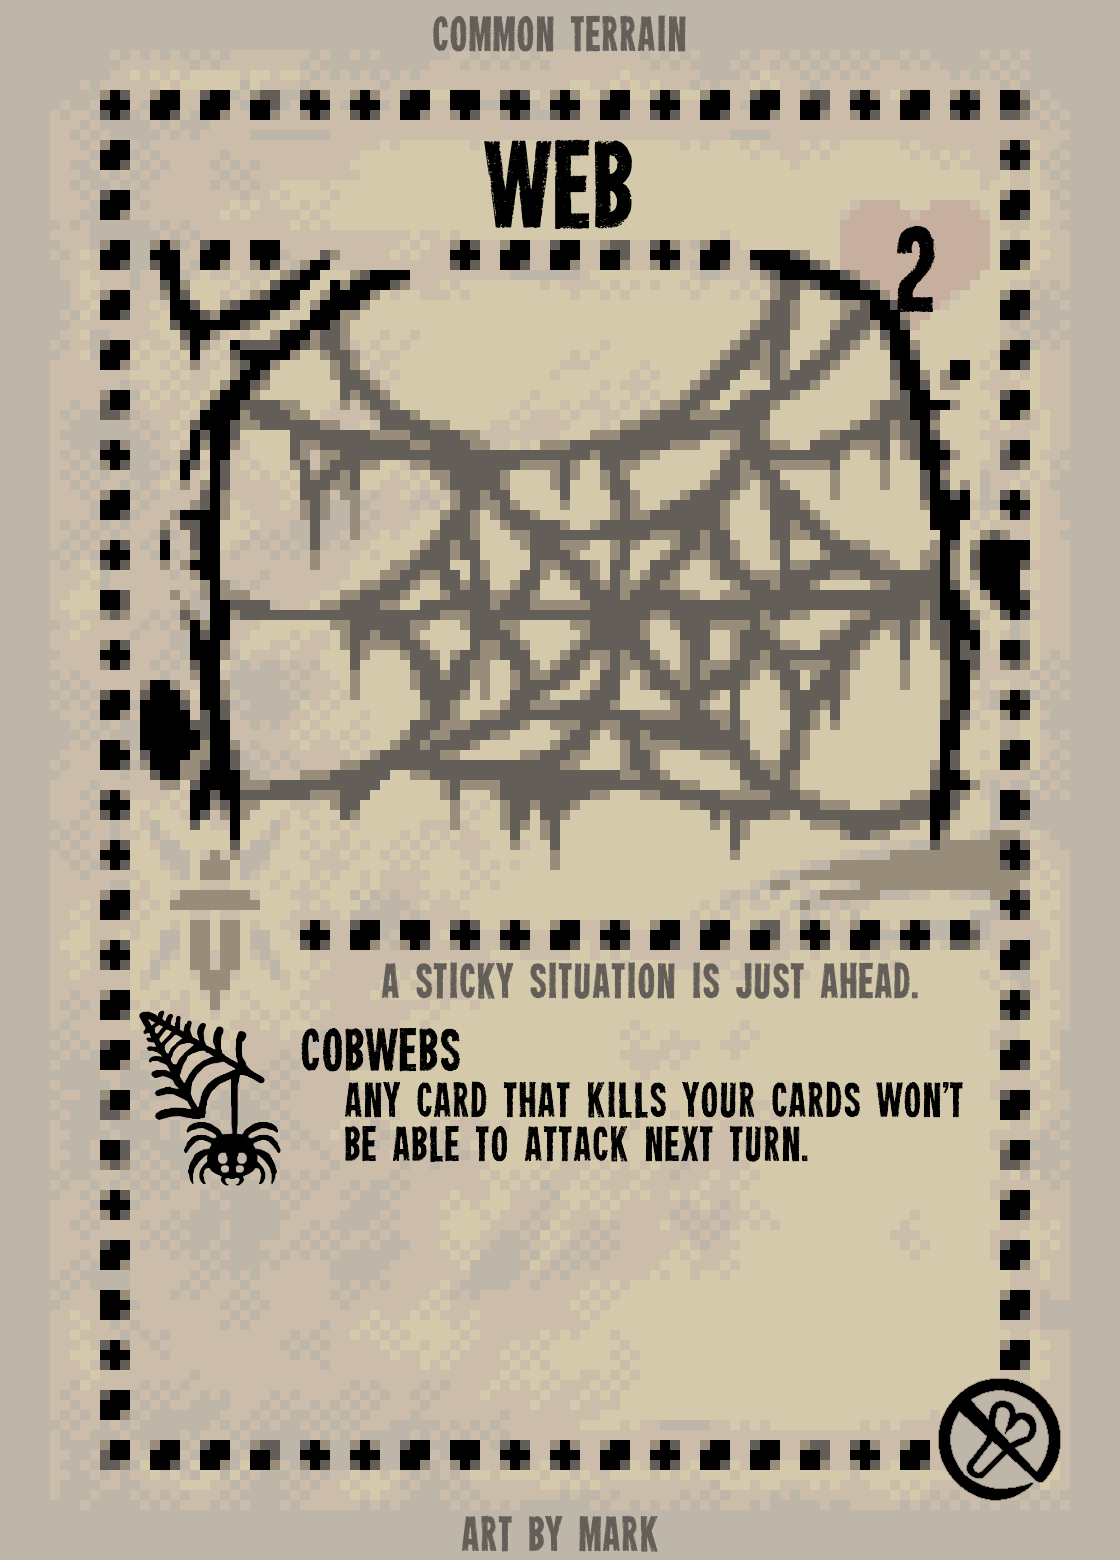 COMMON TERRAIN
WEB
2
A STICKY SITUATION IS JUST AHEAD.
COBWEBS
ANY CARD THAT KILLS YOUR CARDS WON'T
BE ABLE TO ATTACK NEXT TURN.
ART BY MARK